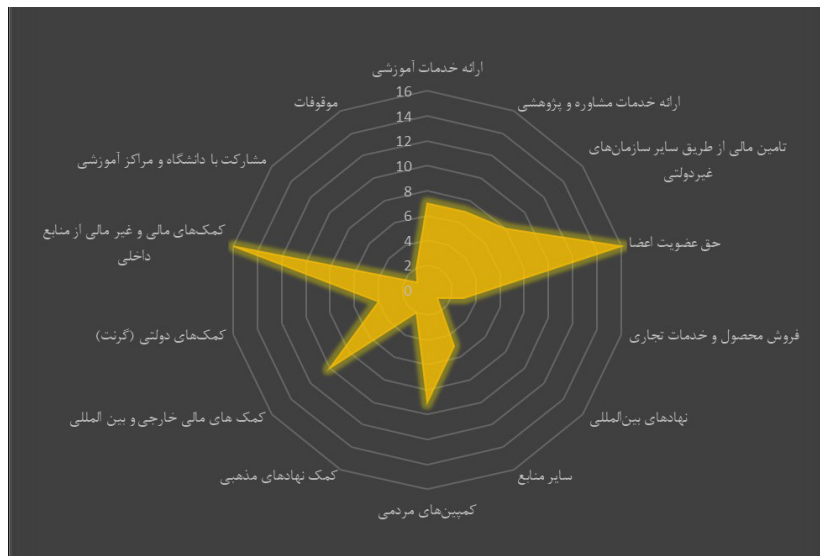 ارائه خدمات آموزشی
ارائه خدمات مشاوره و پژوهشی
تامین مالی از طریق سایر سازمان‌های
غیردولتی
حق عضویت اعضا
فروش محصول و خدمات تجاری
نهادهای بین‌المللی
سایر منابع
کمپین‌های مردمی
کمک نهادهای مذهبی
کمک های مالی خارجی و بین المللی
کمک‌های دولتی (گرنت)
کمک‌های مالی و غیر مالی از منابع
داخلی
مشارکت با دانشگاه و مراکز آموزشی
موقوفات
16
14
12
10
8
6
4
2
0